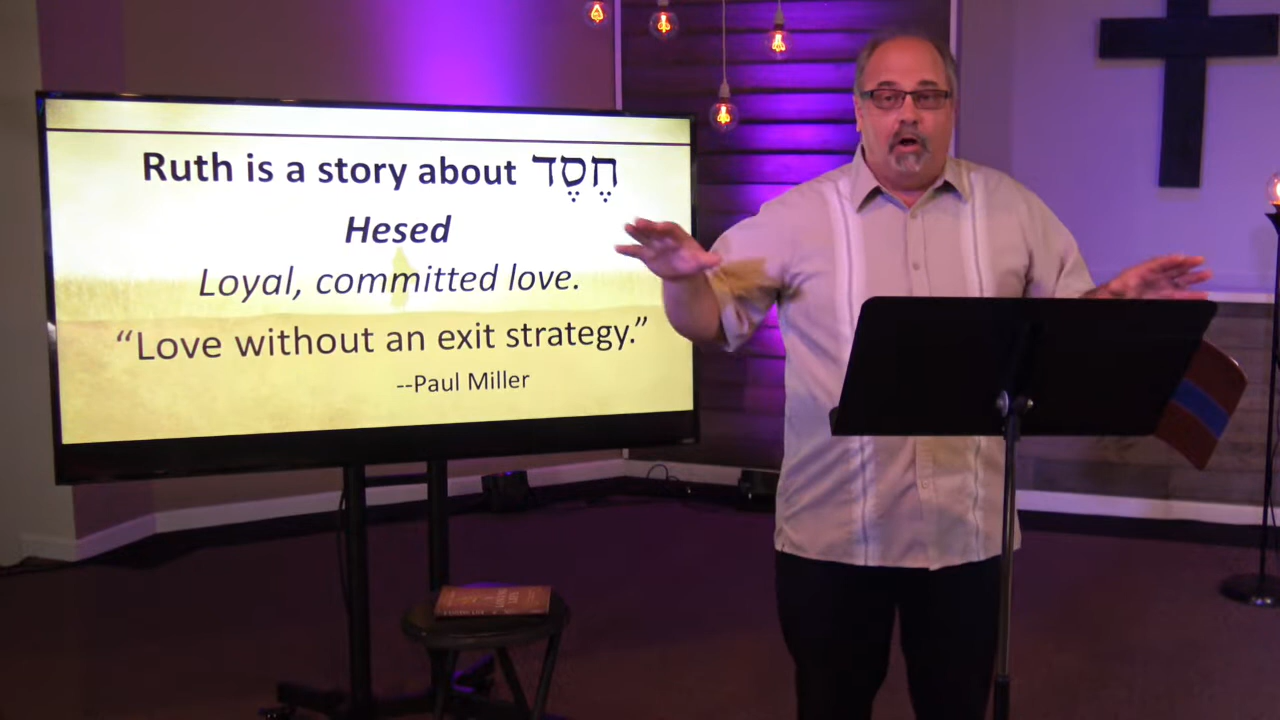 Ruth is a story about חֶסֶד
Hesed
Loyal, committed love.
“Love without an exit strategy.”
--Paul Miller